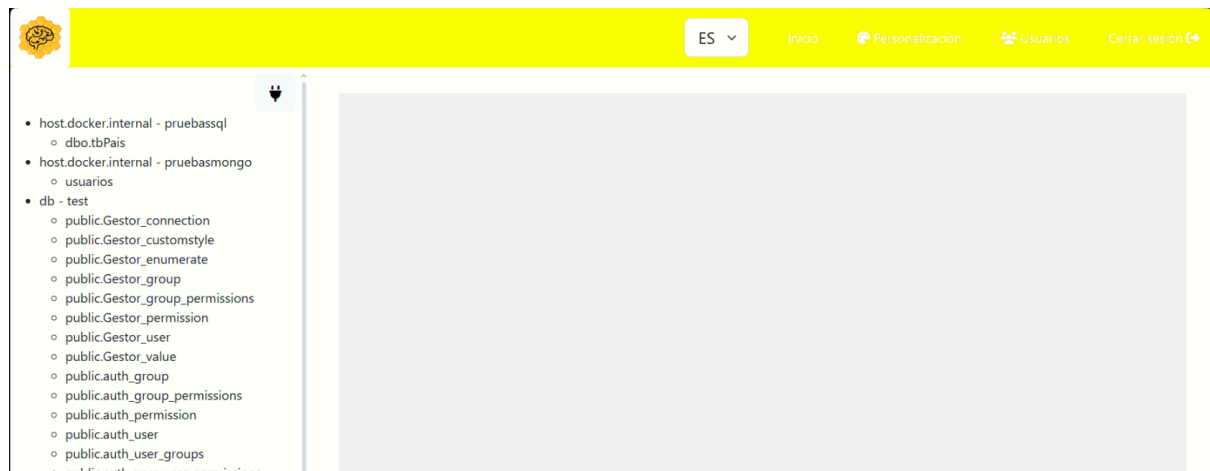 ES
Inicio
Personalización
Usuarios
Cerrar sesión
host.docker.internal - pruebassql
dbo.tbPais
host.docker.internal - pruebasmongo
usuarios
db - test
public.Gestor_connection
public.Gestor_customstyle
public.Gestor_enumerate
public.Gestor_group
public.Gestor_group_permissions
public.Gestor_permission
public.Gestor_user
public.Gestor_value
public.auth_group
public.auth_group_permissions
public.auth_permission
public.auth_user
public.auth_user_groups